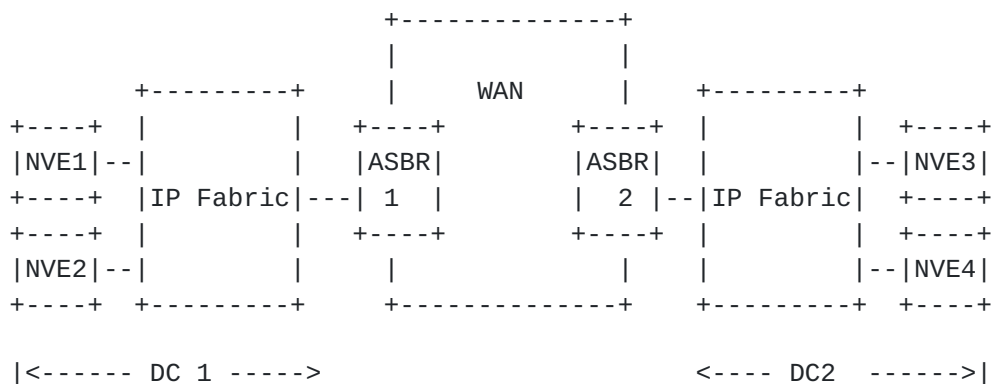 WAN
NVE1 ASBR ASBR NVE3
IP Fabric 1 2 IP Fabric
NVE2 NVE4
DC 1 DC2